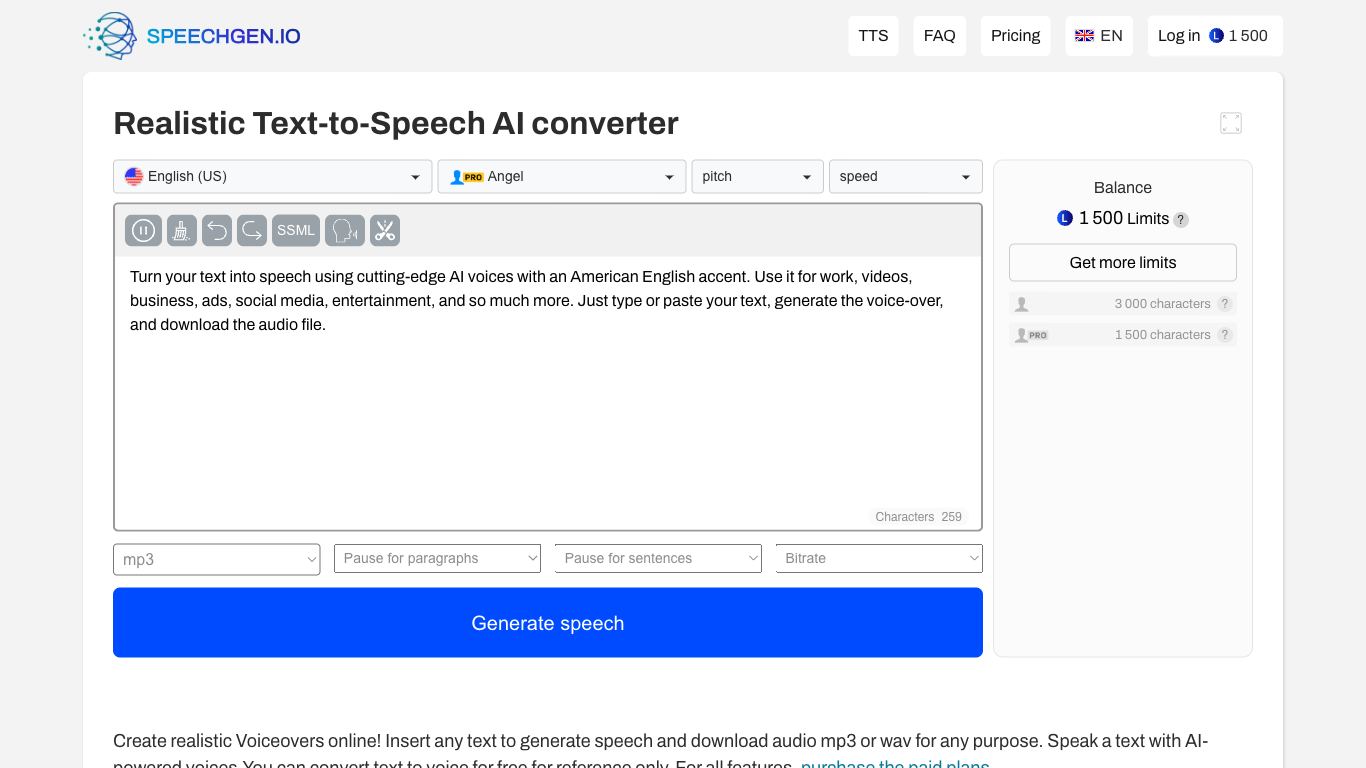 SPEECHGEN.IO
TTS
FAQ
Pricing
EN
Log in L 1 500
Realistic Text-to-Speech AI converter
English (US)
PRO Angel
pitch
speed
SSML
Turn your text into speech using cutting-edge AI voices with an American English accent. Use it for work, videos,
business, ads, social media, entertainment, and so much more. Just type or paste your text, generate the voice-over,
and download the audio file.
Characters 259
mp3
Pause for paragraphs
Pause for sentences
Bitrate
Generate speech
Balance
L 1 500 Limits ?
Get more limits
3 000 characters ?
PRO 1 500 characters ?
Create realistic Voiceovers online! Insert any text to generate speech and download audio mp3 or wav for any purpose. Speak a text with AI-
powered voices.You can convert text to voice for free for reference only. For all features, purchase the paid plans